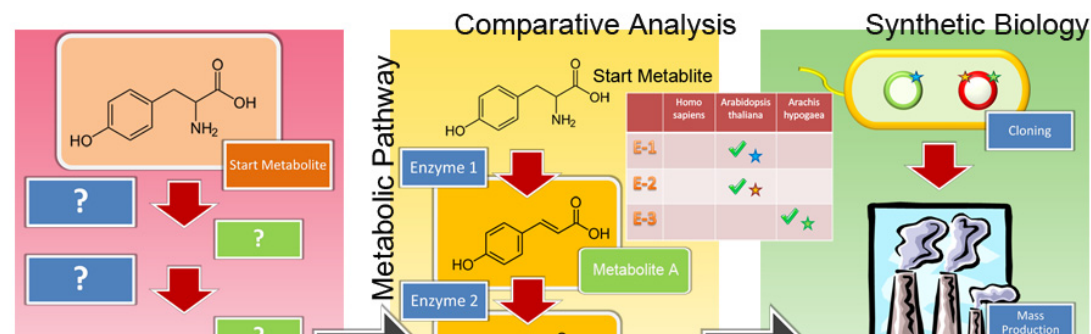 Comparative Analysis
Synthetic Biology
O
OH
NH₂
HO
Start Metabolite
?
?
?
?
Metabolic Pathway
Start Metablite
O
OH
NH₂
HO
Enzyme 1
O
OH
HO
Metabolite A
Enzyme 2
Homo sapiens
Arabidopsis thaliana
Arachis hypogaea
E-1
E-2
E-3
Cloning
Mass
Production